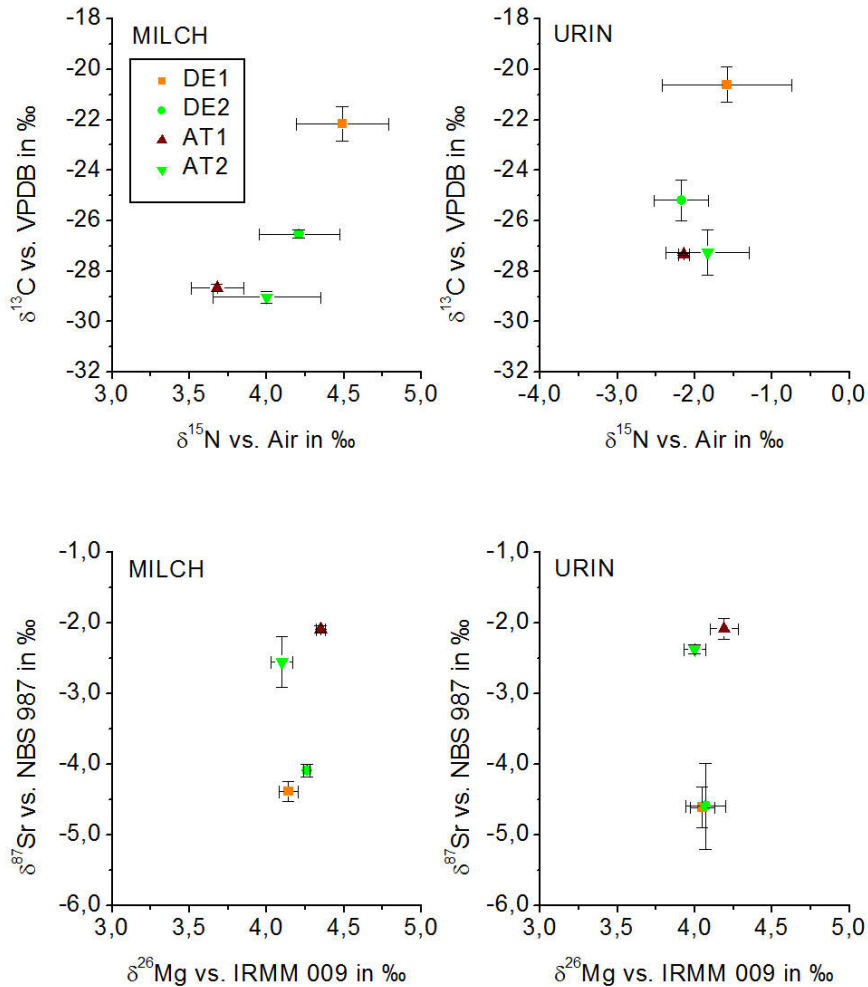 MILCH
DE1
DE2
AT1
AT2
-18
-20
-22
-24
-26
-28
-30
-32
3,0 3,5 4,0 4,5 5,0
δ¹³C vs. VPDB in ‰
δ¹⁵N vs. Air in ‰
URIN
-18
-20
-22
-24
-26
-28
-30
-32
-4,0 -3,0 -2,0 -1,0 0,0
δ¹³C vs. VPDB in ‰
δ¹⁵N vs. Air in ‰
MILCH
-1,0
-2,0
-3,0
-4,0
-5,0
-6,0
3,0 3,5 4,0 4,5 5,0
δ⁸⁷Sr vs. NBS 987 in ‰
δ²⁶Mg vs. IRMM 009 in ‰
URIN
-1,0
-2,0
-3,0
-4,0
-5,0
-6,0
3,0 3,5 4,0 4,5 5,0
δ⁸⁷Sr vs. NBS 987 in ‰
δ²⁶Mg vs. IRMM 009 in ‰